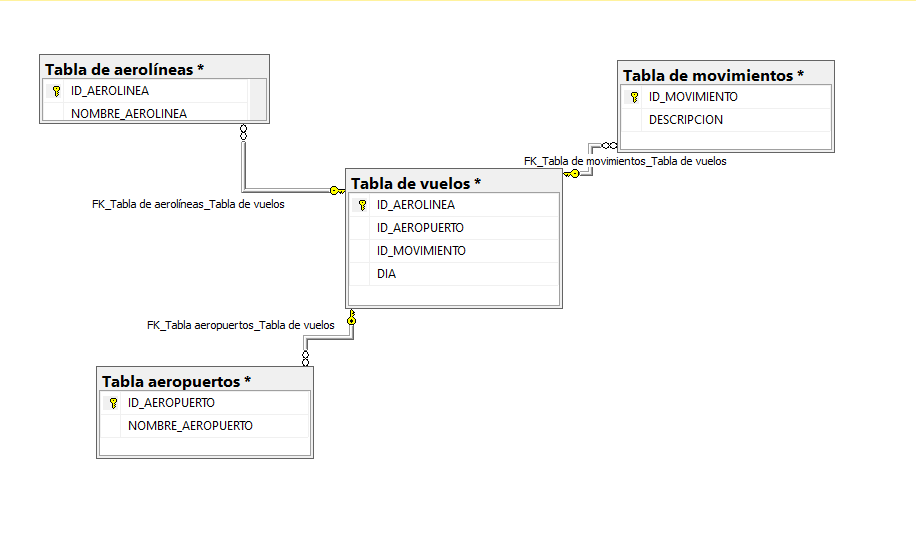 Tabla de aerolíneas *
ID_AEROLINEA
NOMBRE_AEROLINEA
Tabla de movimientos *
ID_MOVIMIENTO
DESCRIPCION
FK_Tabla de movimientos_Tabla de vuelos
FK_Tabla de aerolíneas_Tabla de vuelos
Tabla de vuelos *
ID_AEROLINEA
ID_AEROPUERTO
ID_MOVIMIENTO
DIA
FK_Tabla aeropuertos_Tabla de vuelos
Tabla aeropuertos *
ID_AEROPUERTO
NOMBRE_AEROPUERTO